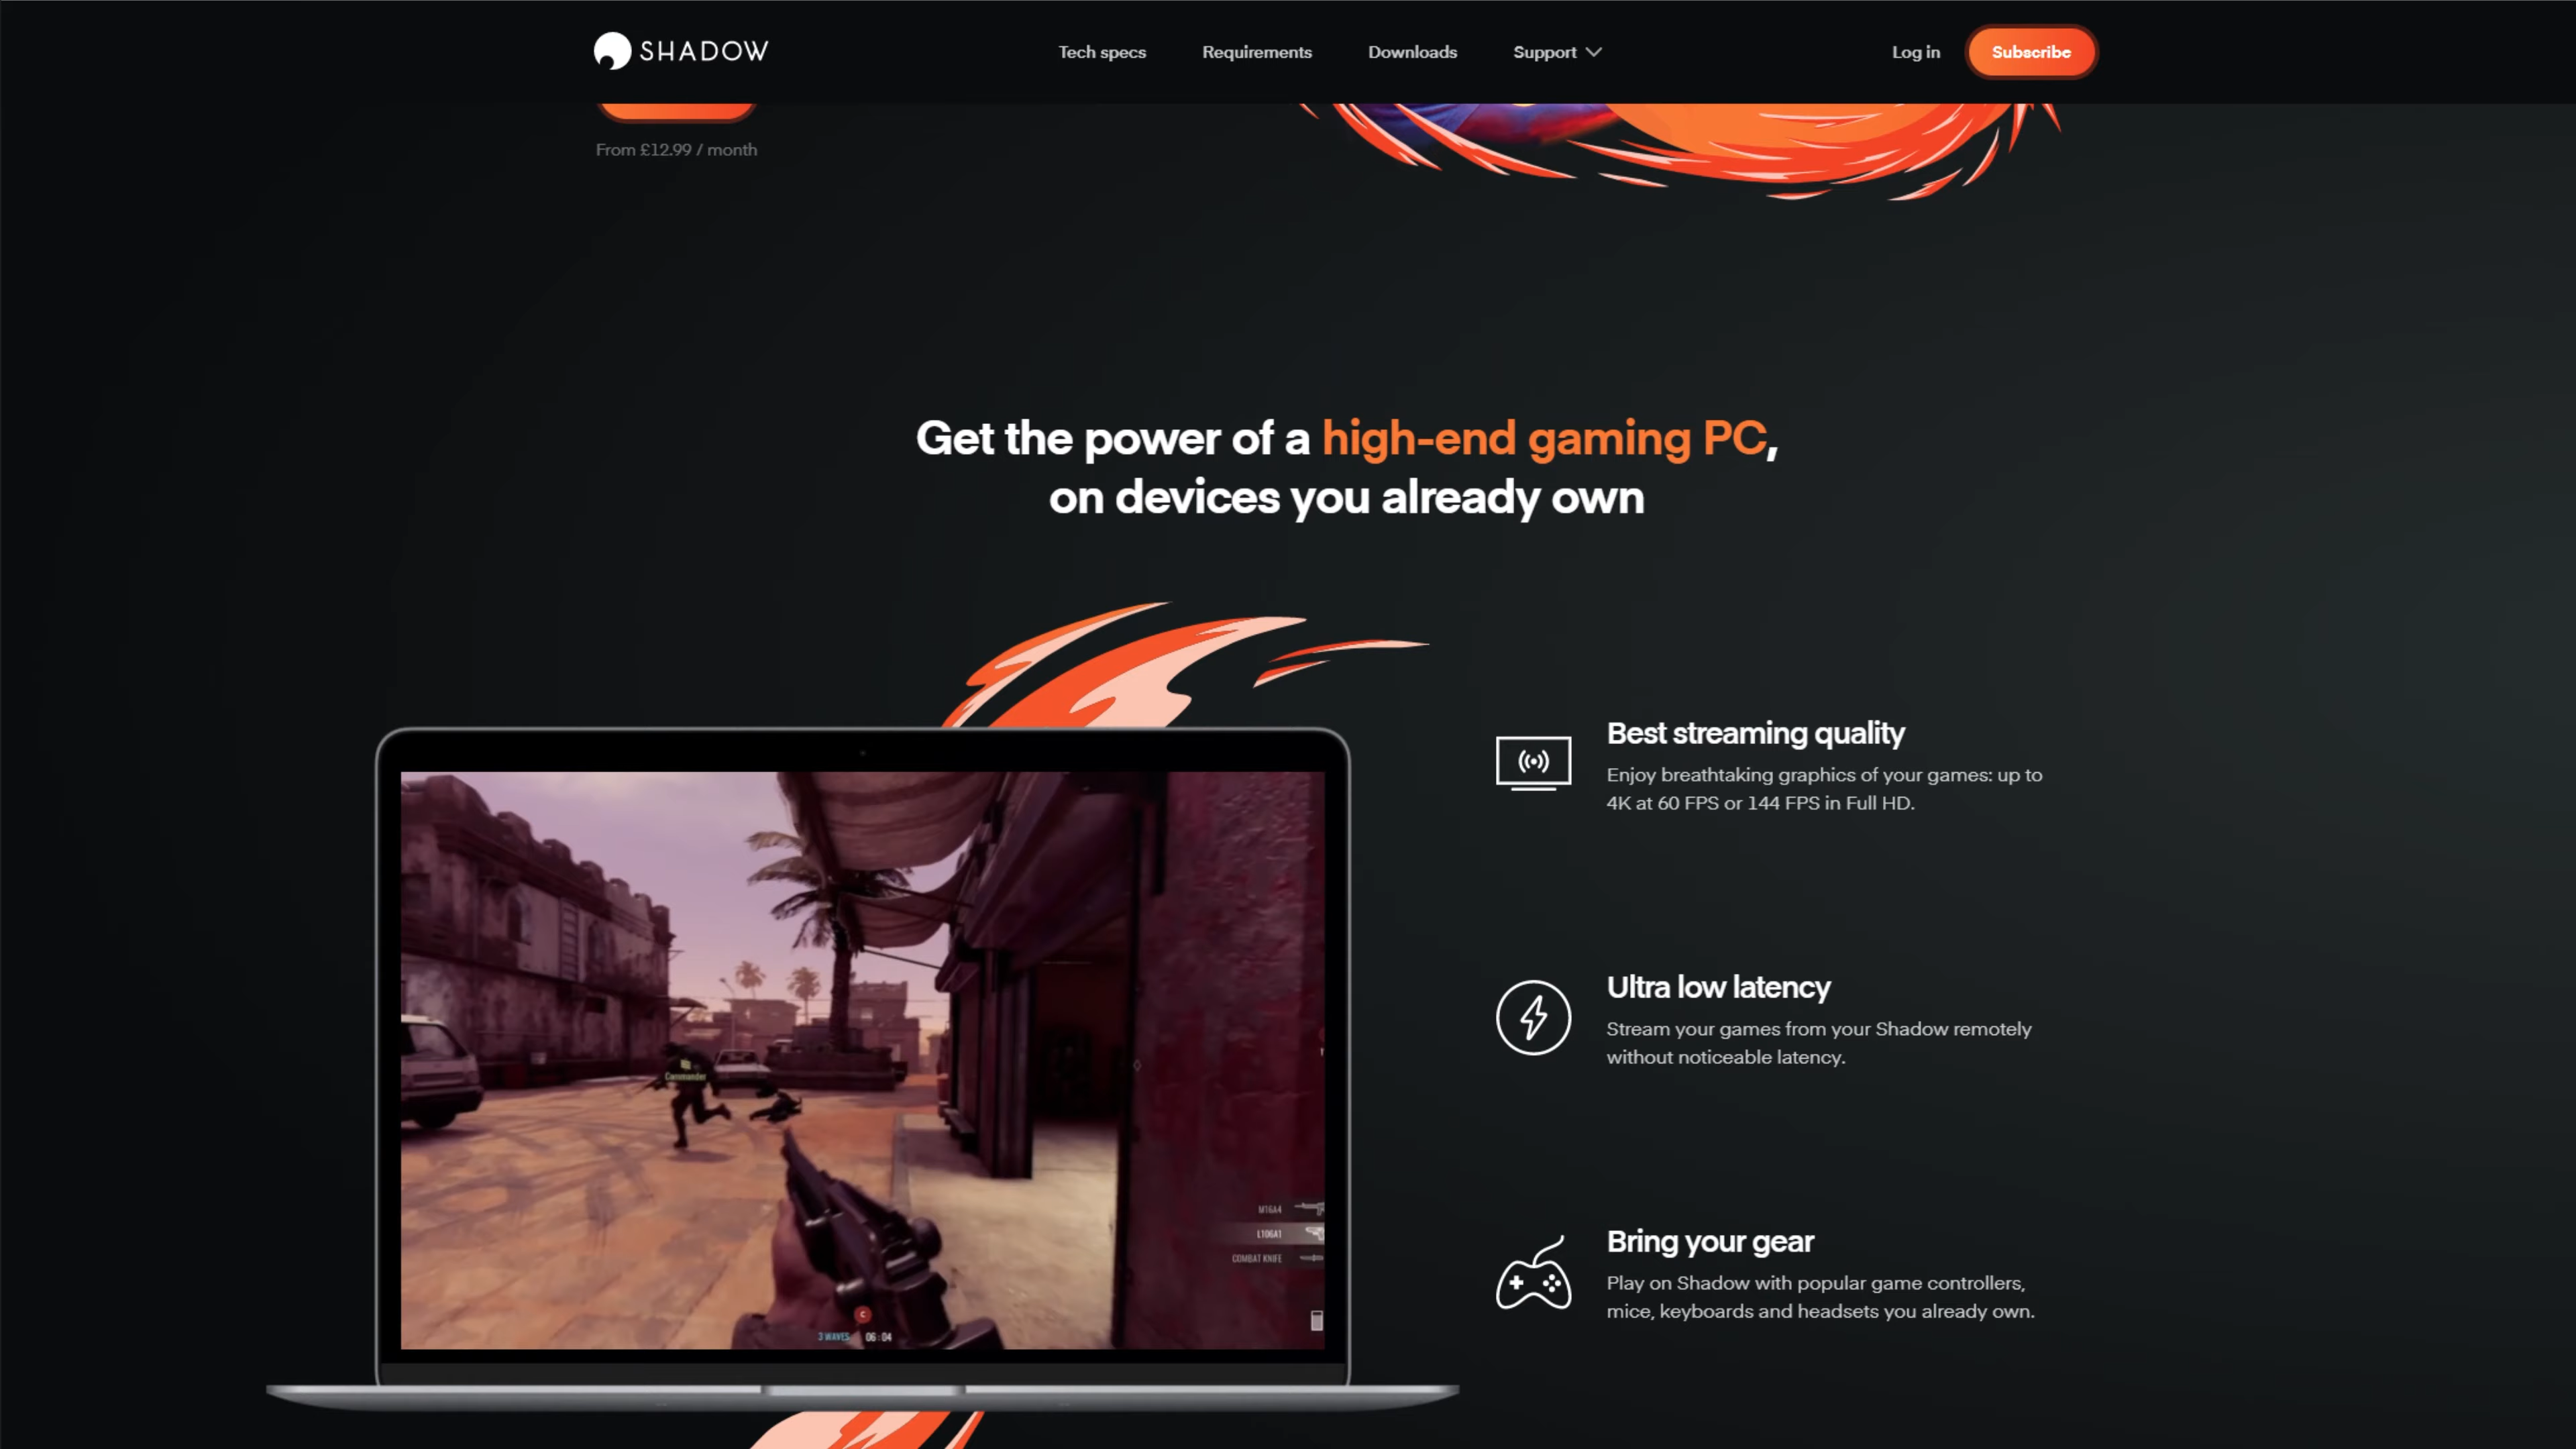 SHADOW
Tech specs
Requirements
Downloads
Support
Log in
Subscribe
From £12.99 / month
Get the power of a high-end gaming PC,
on devices you already own
Best streaming quality
Enjoy breathtaking graphics of your games: up to
4K at 60 FPS or 144 FPS in Full HD.
Ultra low latency
Stream your games from your Shadow remotely
without noticeable latency.
Bring your gear
Play on Shadow with popular game controllers,
mice, keyboards and headsets you already own.
Commander
M16A4
L106A1
COMBAT KNIFE
C
3 WAVES 06:04